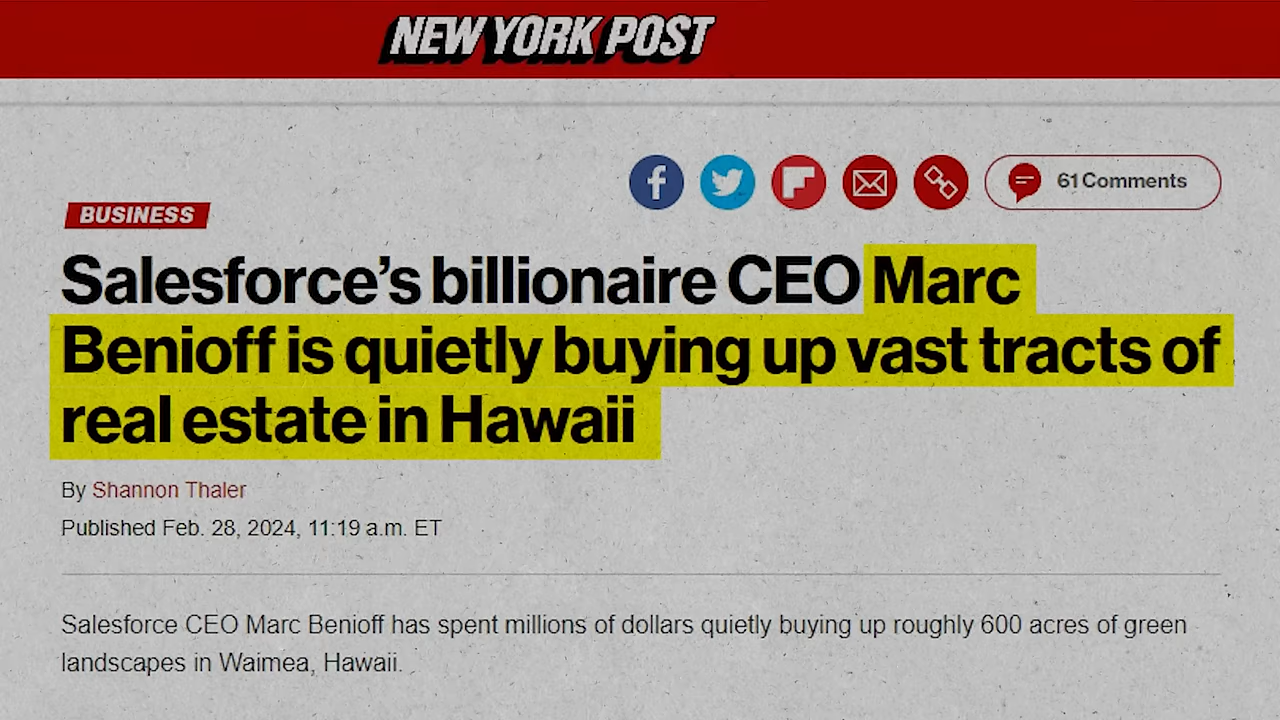 NEW YORK POST
61 Comments
BUSINESS
Salesforce's billionaire CEO Marc
Benioff is quietly buying up vast tracts of
real estate in Hawaii
By Shannon Thaler
Published Feb. 28, 2024, 11:19 a.m. ET
Salesforce CEO Marc Benioff has spent millions of dollars quietly buying up roughly 600 acres of green
landscapes in Waimea, Hawaii.